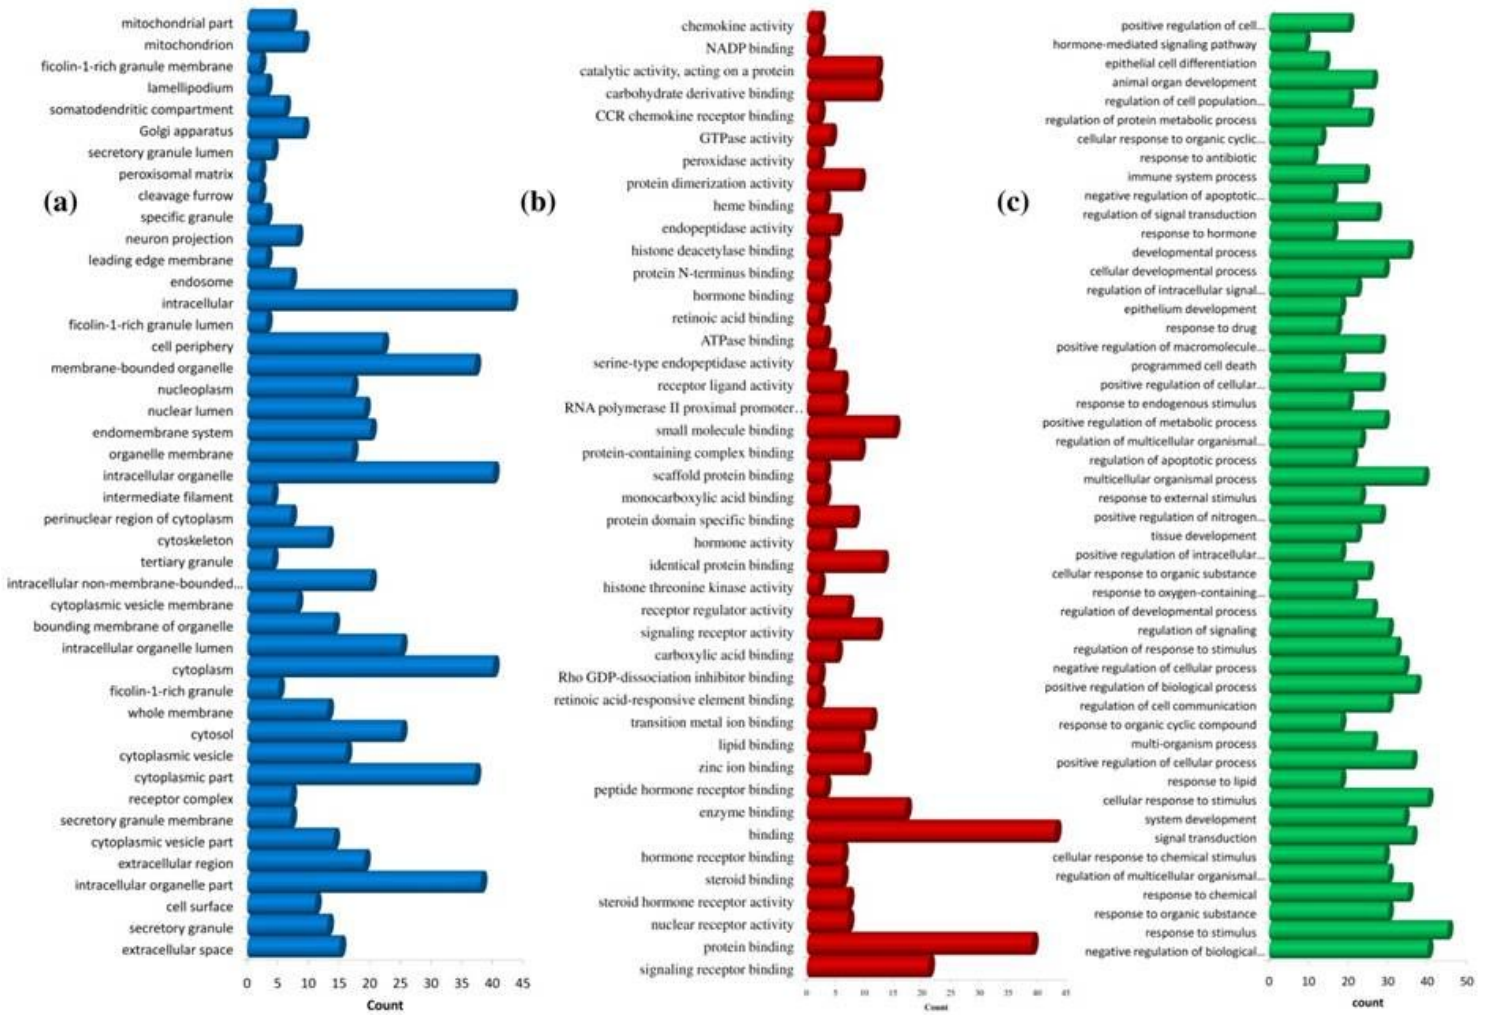 (a)
mitochondrial part
mitochondrion
ficolin-1-rich granule membrane
lamellipodium
somatodendritic compartment
Golgi apparatus
secretory granule lumen
peroxisomal matrix
cleavage furrow
specific granule
neuron projection
leading edge membrane
endosome
intracellular
ficolin-1-rich granule lumen
cell periphery
membrane-bounded organelle
nucleoplasm
nuclear lumen
endomembrane system
organelle membrane
intracellular organelle
intermediate filament
perinuclear region of cytoplasm
cytoskeleton
tertiary granule
intracellular non-membrane-bounded...
cytoplasmic vesicle membrane
bounding membrane of organelle
intracellular organelle lumen
cytoplasm
ficolin-1-rich granule
whole membrane
cytosol
cytoplasmic vesicle
cytoplasmic part
receptor complex
secretory granule membrane
cytoplasmic vesicle part
extracellular region
intracellular organelle part
cell surface
secretory granule
extracellular space
0 5 10 15 20 25 30 35 40 45
Count
(b)
chemokine activity
NADP binding
catalytic activity, acting on a protein
carbohydrate derivative binding
CCR chemokine receptor binding
GTPase activity
peroxidase activity
protein dimerization activity
heme binding
endopeptidase activity
histone deacetylase binding
protein N-terminus binding
hormone binding
retinoic acid binding
ATPase binding
serine-type endopeptidase activity
receptor ligand activity
RNA polymerase II proximal promoter..
small molecule binding
protein-containing complex binding
scaffold protein binding
monocarboxylic acid binding
protein domain specific binding
hormone activity
identical protein binding
histone threonine kinase activity
receptor regulator activity
signaling receptor activity
carboxylic acid binding
Rho GDP-dissociation inhibitor binding
retinoic acid-responsive element binding
transition metal ion binding
lipid binding
zinc ion binding
peptide hormone receptor binding
enzyme binding
binding
hormone receptor binding
steroid binding
steroid hormone receptor activity
nuclear receptor activity
protein binding
signaling receptor binding
0 5 10 15 20 25 30 35 40 45
Count
(c)
positive regulation of cell...
hormone-mediated signaling pathway
epithelial cell differentiation
animal organ development
regulation of cell population...
regulation of protein metabolic process
cellular response to organic cyclic...
response to antibiotic
immune system process
negative regulation of apoptotic...
regulation of signal transduction
response to hormone
developmental process
cellular developmental process
regulation of intracellular signal...
epithelium development
response to drug
positive regulation of macromolecule...
programmed cell death
positive regulation of cellular...
response to endogenous stimulus
positive regulation of metabolic process
regulation of multicellular organismal...
regulation of apoptotic process
multicellular organismal process
response to external stimulus
positive regulation of nitrogen...
tissue development
positive regulation of intracellular...
cellular response to organic substance
response to oxygen-containing...
regulation of developmental process
regulation of signaling
regulation of response to stimulus
negative regulation of cellular process
positive regulation of biological process
regulation of cell communication
response to organic cyclic compound
multi-organism process
positive regulation of cellular process
response to lipid
cellular response to stimulus
system development
signal transduction
cellular response to chemical stimulus
regulation of multicellular organismal...
response to chemical
response to organic substance
response to stimulus
negative regulation of biological...
0 10 20 30 40 50
count